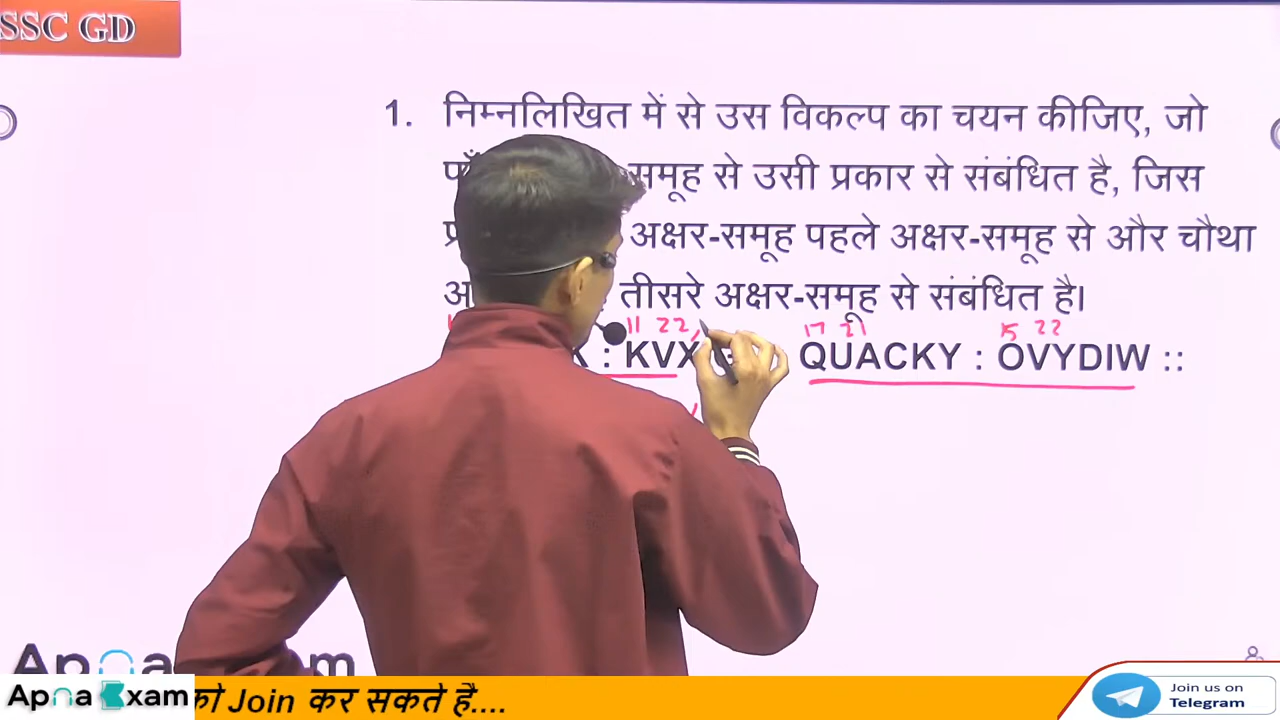 SSC GD
1. निम्नलिखित में से उस विकल्प का चयन कीजिए, जो
समूह से उसी प्रकार से संबंधित है, जिस
अक्षर-समूह पहले अक्षर-समूह से और चौथा
तीसरे अक्षर-समूह से संबंधित है।
11 22 17 21 15 22
: KVX QUACKY : OVYDIW ::
Apna Exam
को Join कर सकते है....
Join us on
Telegram